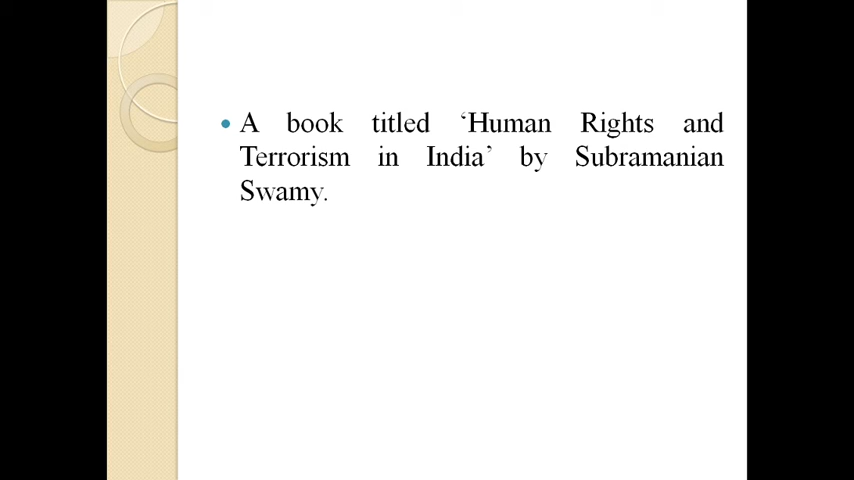 • A book titled ‘Human Rights and
Terrorism in India’ by Subramanian
Swamy.